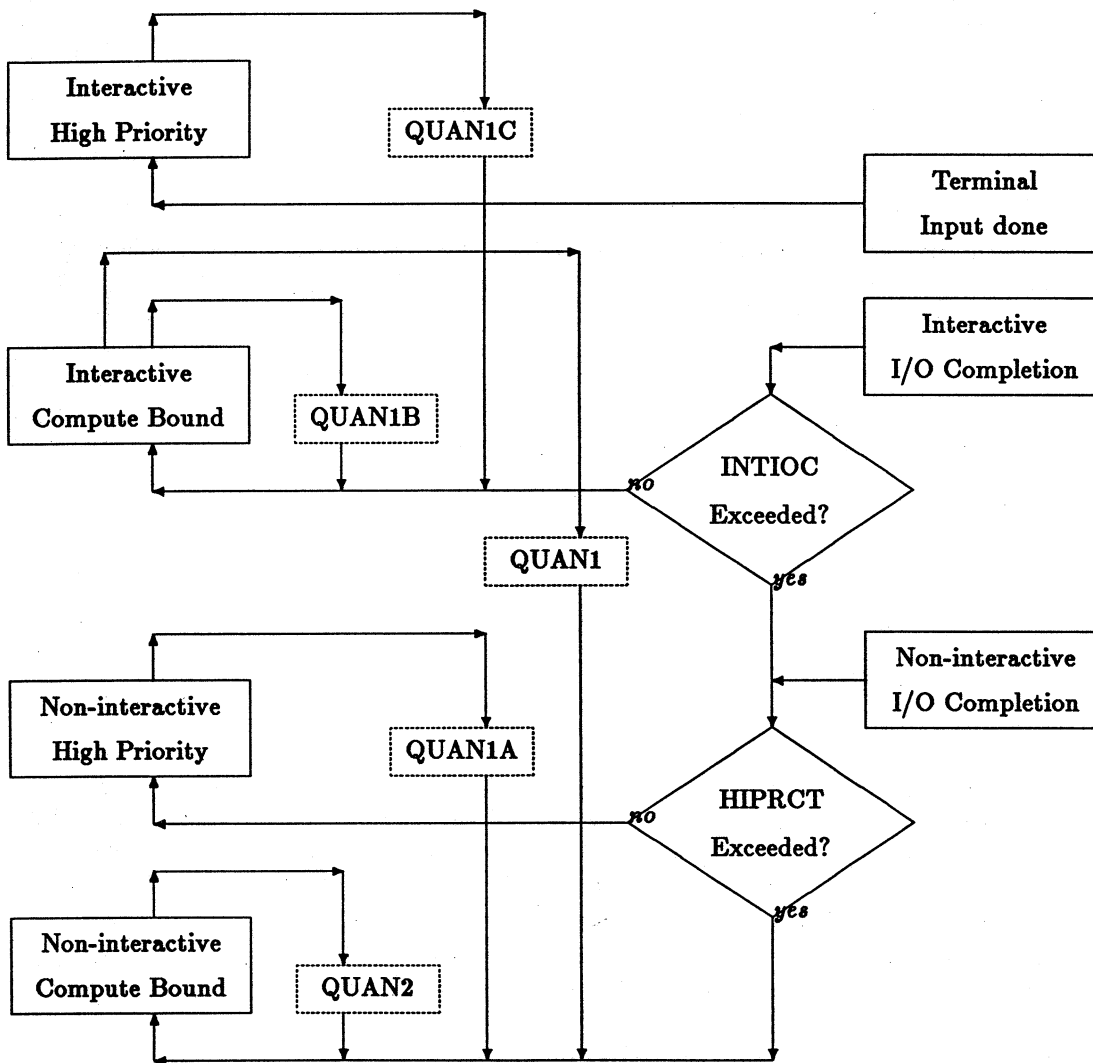 Interactive
High Priority
QUAN1C
Terminal
Input done
Interactive
I/O Completion
Interactive
Compute Bound
QUAN1B
INTIOC
Exceeded?
no
yes
QUAN1
Non-interactive
I/O Completion
Non-interactive
High Priority
QUAN1A
HIPRCT
Exceeded?
no
yes
Non-interactive
Compute Bound
QUAN2